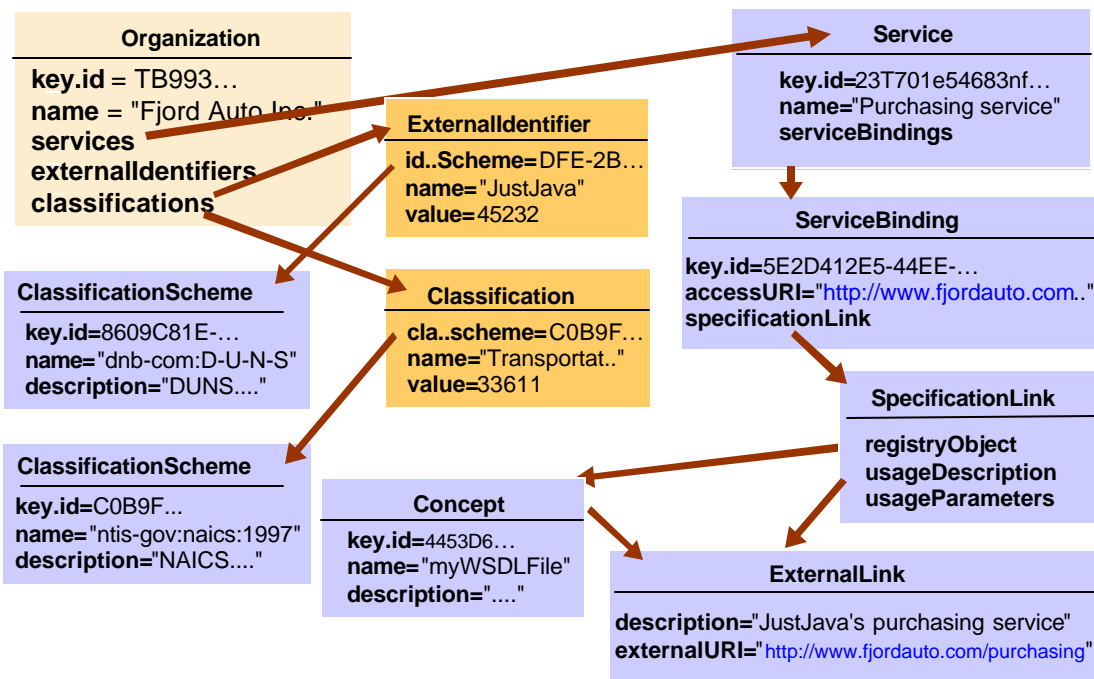 Organization
key.id = TB993…
name = "Fjord Auto Inc."
services
externalIdentifiers
classifications
ExternalIdentifier
id..Scheme=DFE-2B…
name="JustJava"
value=45232
Service
key.id=23T701e54683nf…
name="Purchasing service"
serviceBindings
ServiceBinding
key.id=5E2D412E5-44EE-…
accessURI="http://www.fjordauto.com.."
specificationLink
ClassificationScheme
key.id=8609C81E-…
name="dnb-com:D-U-N-S"
description="DUNS...."
Classification
cla..scheme=C0B9F…
name="Transportat.."
value=33611
SpecificationLink
registryObject
usageDescription
usageParameters
ClassificationScheme
key.id=C0B9F...
name="ntis-gov:naics:1997"
description="NAICS...."
Concept
key.id=4453D6…
name="myWSDLFile"
description="...."
ExternalLink
description="JustJava's purchasing service"
externalURI="http://www.fjordauto.com/purchasing"